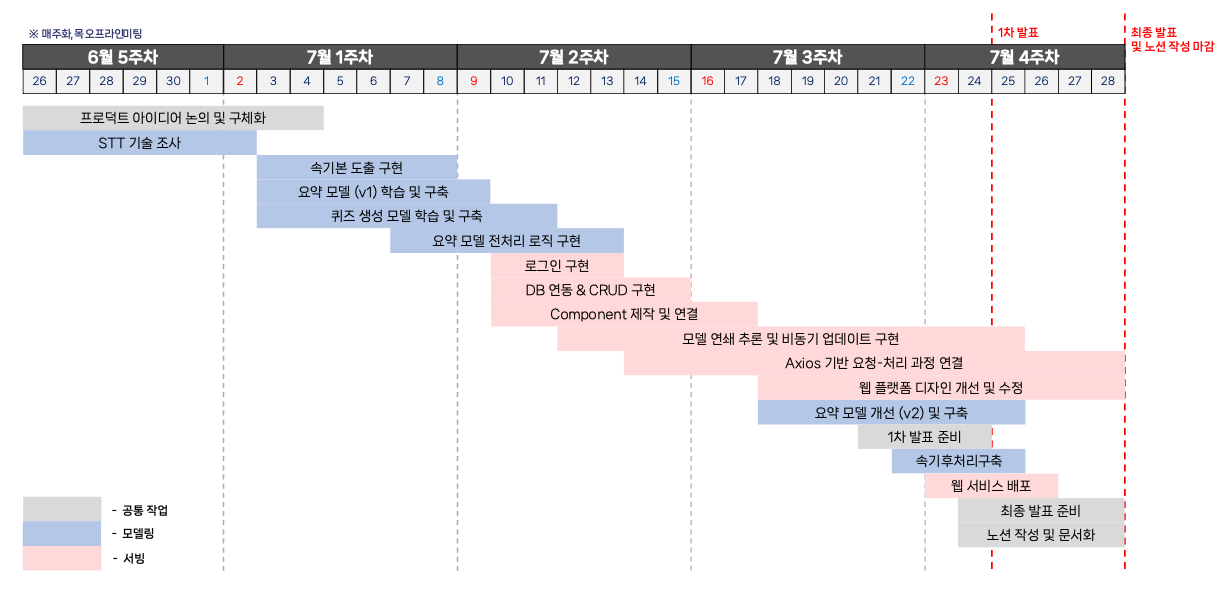 ※ 매주화,목오프라인미팅
1차 발표
최종 발표
및 노션 작성 마감
6월 5주차 7월 1주차 7월 2주차 7월 3주차 7월 4주차
26 27 28 29 30 1 2 3 4 5 6 7 8 9 10 11 12 13 14 15 16 17 18 19 20 21 22 23 24 25 26 27 28
프로덕트 아이디어 논의 및 구체화
STT 기술 조사
속기본 도출 구현
요약 모델 (v1) 학습 및 구축
퀴즈 생성 모델 학습 및 구축
요약 모델 전처리 로직 구현
로그인 구현
DB 연동 & CRUD 구현
Component 제작 및 연결
모델 연쇄 추론 및 비동기 업데이트 구현
Axios 기반 요청-처리 과정 연결
웹 플랫폼 디자인 개선 및 수정
요약 모델 개선 (v2) 및 구축
1차 발표 준비
속기후처리구축
웹 서비스 배포
최종 발표 준비
노션 작성 및 문서화
- 공통 작업
- 모델링
- 서빙